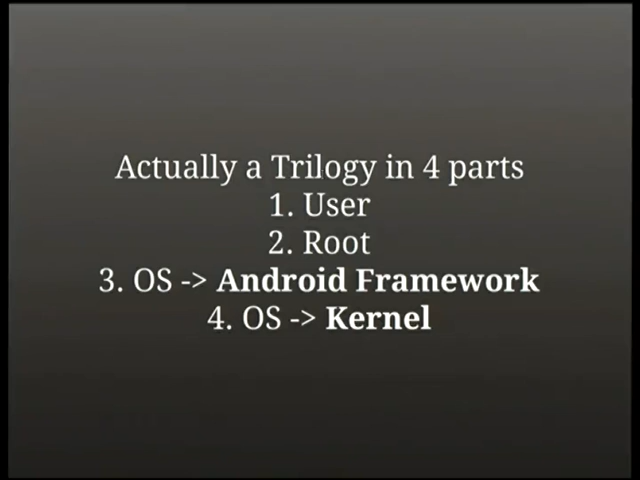 Actually a Trilogy in 4 parts
1. User
2. Root
3. OS -> Android Framework
4. OS -> Kernel